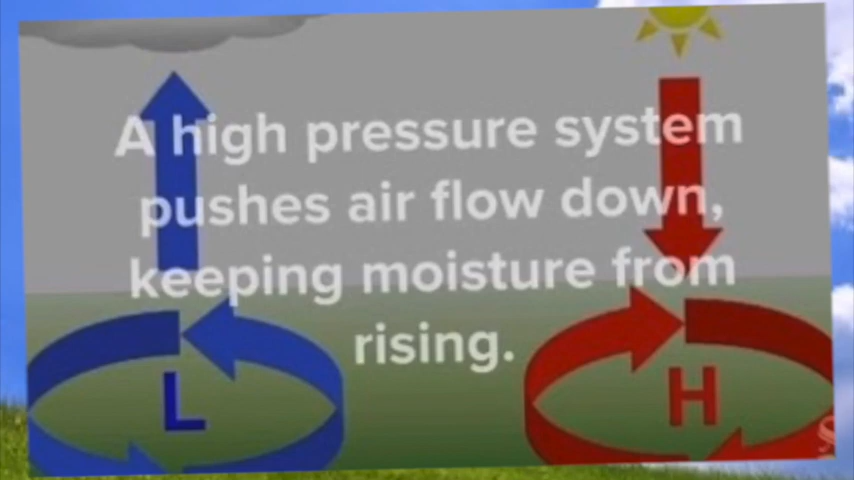 A high pressure system
pushes air flow down,
keeping moisture from
rising.
L
H